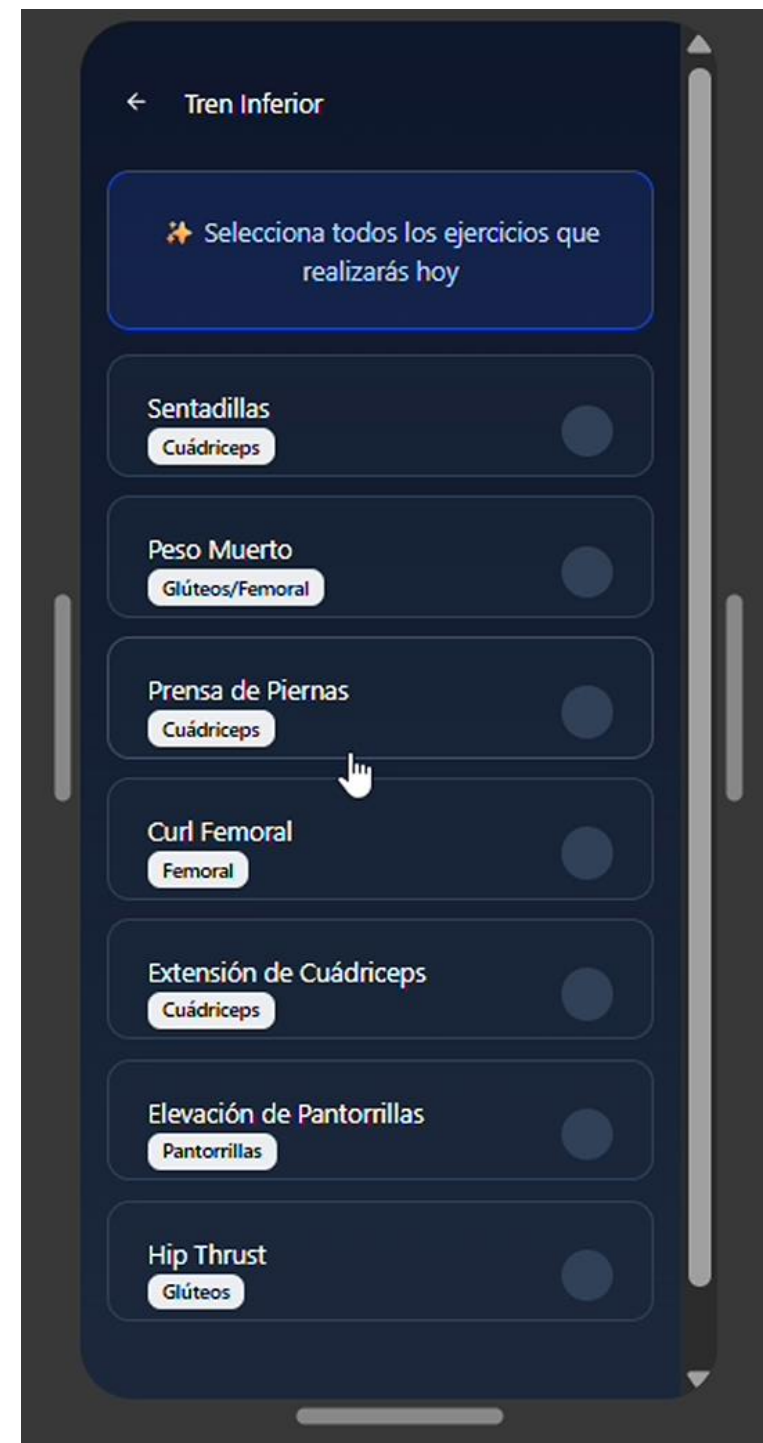 ← Tren Inferior
✨ Selecciona todos los ejercicios que
realizarás hoy
Sentadillas
Cuádriceps
Peso Muerto
Glúteos/Femoral
Prensa de Piernas
Cuádriceps
Curl Femoral
Femoral
Extensión de Cuádriceps
Cuádriceps
Elevación de Pantorrillas
Pantorrillas
Hip Thrust
Glúteos